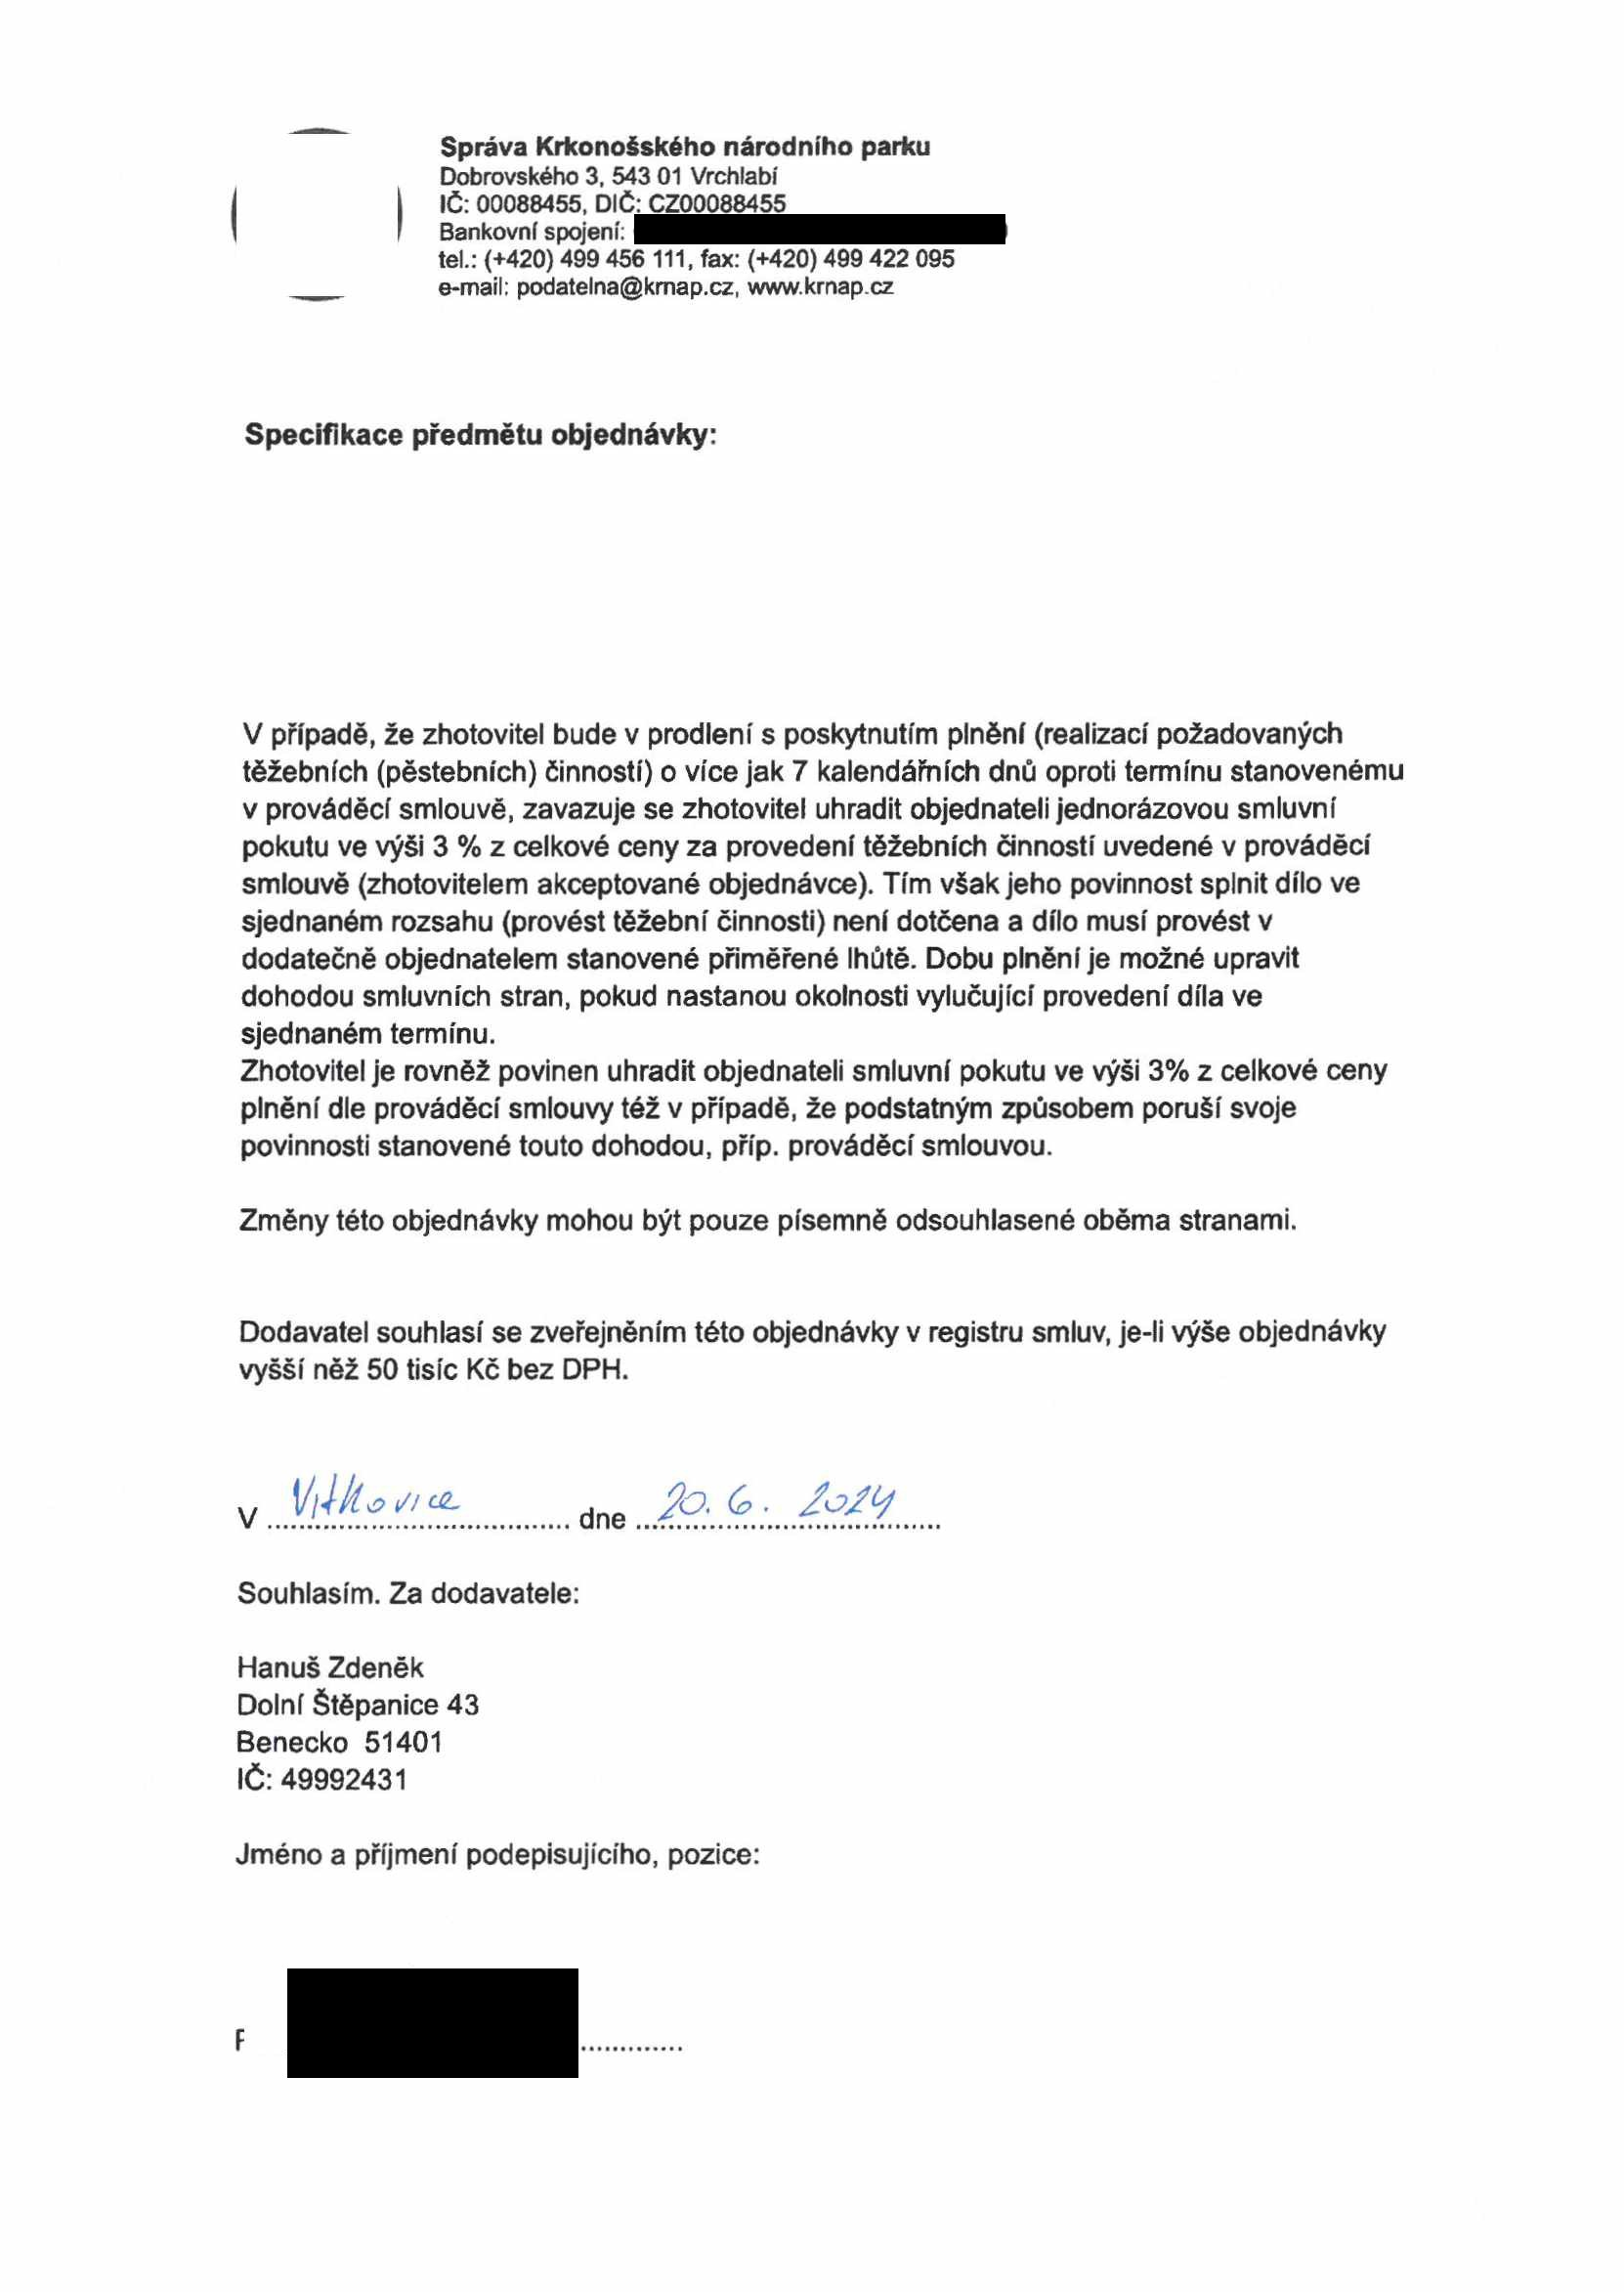 Správa Krkonošského národního parku
Dobrovského 3, 543 01 Vrchlabí
IČ: 00088455, DIČ: CZ00088455
Bankovní spojení:
tel.: (+420) 499 456 111, fax: (+420) 499 422 095
e-mail: podatelna@krnap.cz, www.krnap.cz
Specifikace předmětu objednávky:
V případě, že zhotovitel bude v prodlení s poskytnutím plnění (realizací požadovaných
těžebních (pěstebních) činností) o více jak 7 kalendářních dnů oproti termínu stanovenému
v prováděcí smlouvě, zavazuje se zhotovitel uhradit objednateli jednorázovou smluvní
pokutu ve výši 3 % z celkové ceny za provedení těžebních činností uvedené v prováděcí
smlouvě (zhotovitelem akceptované objednávce). Tím však jeho povinnost splnit dílo ve
sjednaném rozsahu (provést těžební činnosti) není dotčena a dílo musí provést v
dodatečně objednatelem stanovené přiměřené lhůtě. Dobu plnění je možné upravit
dohodou smluvních stran, pokud nastanou okolnosti vylučující provedení díla ve
sjednaném termínu.
Zhotovitel je rovněž povinen uhradit objednateli smluvní pokutu ve výši 3% z celkové ceny
plnění dle prováděcí smlouvy též v případě, že podstatným způsobem poruší svoje
povinnosti stanovené touto dohodou, příp. prováděcí smlouvou.
Změny této objednávky mohou být pouze písemně odsouhlasené oběma stranami.
Dodavatel souhlasí se zveřejněním této objednávky v registru smluv, je-li výše objednávky
vyšší něž 50 tisíc Kč bez DPH.
V Vitkovice dne 20. 6. 2024
Souhlasím. Za dodavatele:
Hanuš Zdeněk
Dolní Štěpanice 43
Benecko 51401
IČ: 49992431
Jméno a příjmení podepisujícího, pozice: